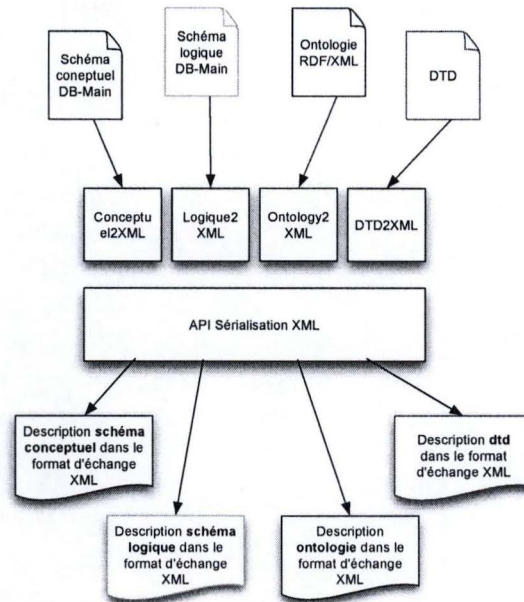 Schéma
coneptuel
DB-Main
Schéma
logique
DB-Main
Ontologie
RDF/XML
DTD
Conceptu
el2XML
Logique2
XML
Ontology2
XML
DTD2XML
API Sérialisation XML
Description schéma
conceptuel dans le
format d'échange
XML
Description dtd
dans le format
d'échange XML
Description schéma
logique dans le
format d'échange
XML
Description
ontologie dans le
format d'échange
XML